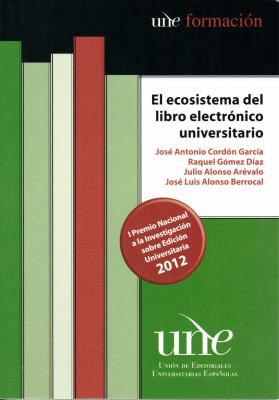 une formación
El ecosistema del
libro electrónico
universitario
José Antonio Cordón García
Raquel Gómez Díaz
Julio Alonso Arévalo
José Luis Alonso Berrocal
I Premio Nacional
a la Investigación
sobre Edición
Universitaria
2012
une
Unión de Editoriales
Universitarias Españolas